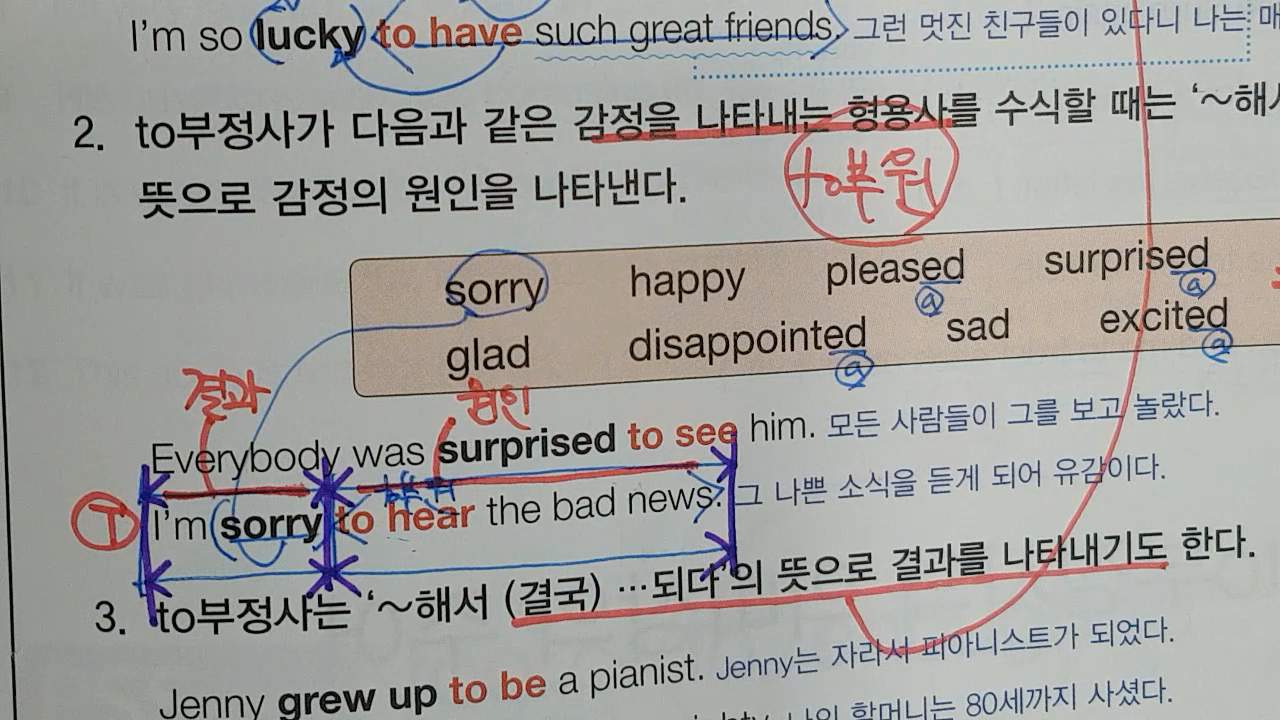 I'm so lucky to have such great friends. 그런 멋진 친구들이 있다니 나는 매
2. to부정사가 다음과 같은 감정을 나타내는 형용사를 수식할 때는 '~해서
뜻으로 감정의 원인을 나타낸다.
to부원
sorry happy pleased surprised
ⓐ ⓐ
glad disappointed sad excited
ⓐ ⓐ
결과 원인
Everybody was surprised to see him. 모든 사람들이 그를 보고 놀랐다.
I'm sorry to hear the bad news. 그 나쁜 소식을 듣게 되어 유감이다.
3. to부정사는 '~해서 (결국) …되다'의 뜻으로 결과를 나타내기도 한다.
Jenny grew up to be a pianist. Jenny는 자라서 피아니스트가 되었다.
나의 할머니는 80세까지 사셨다.